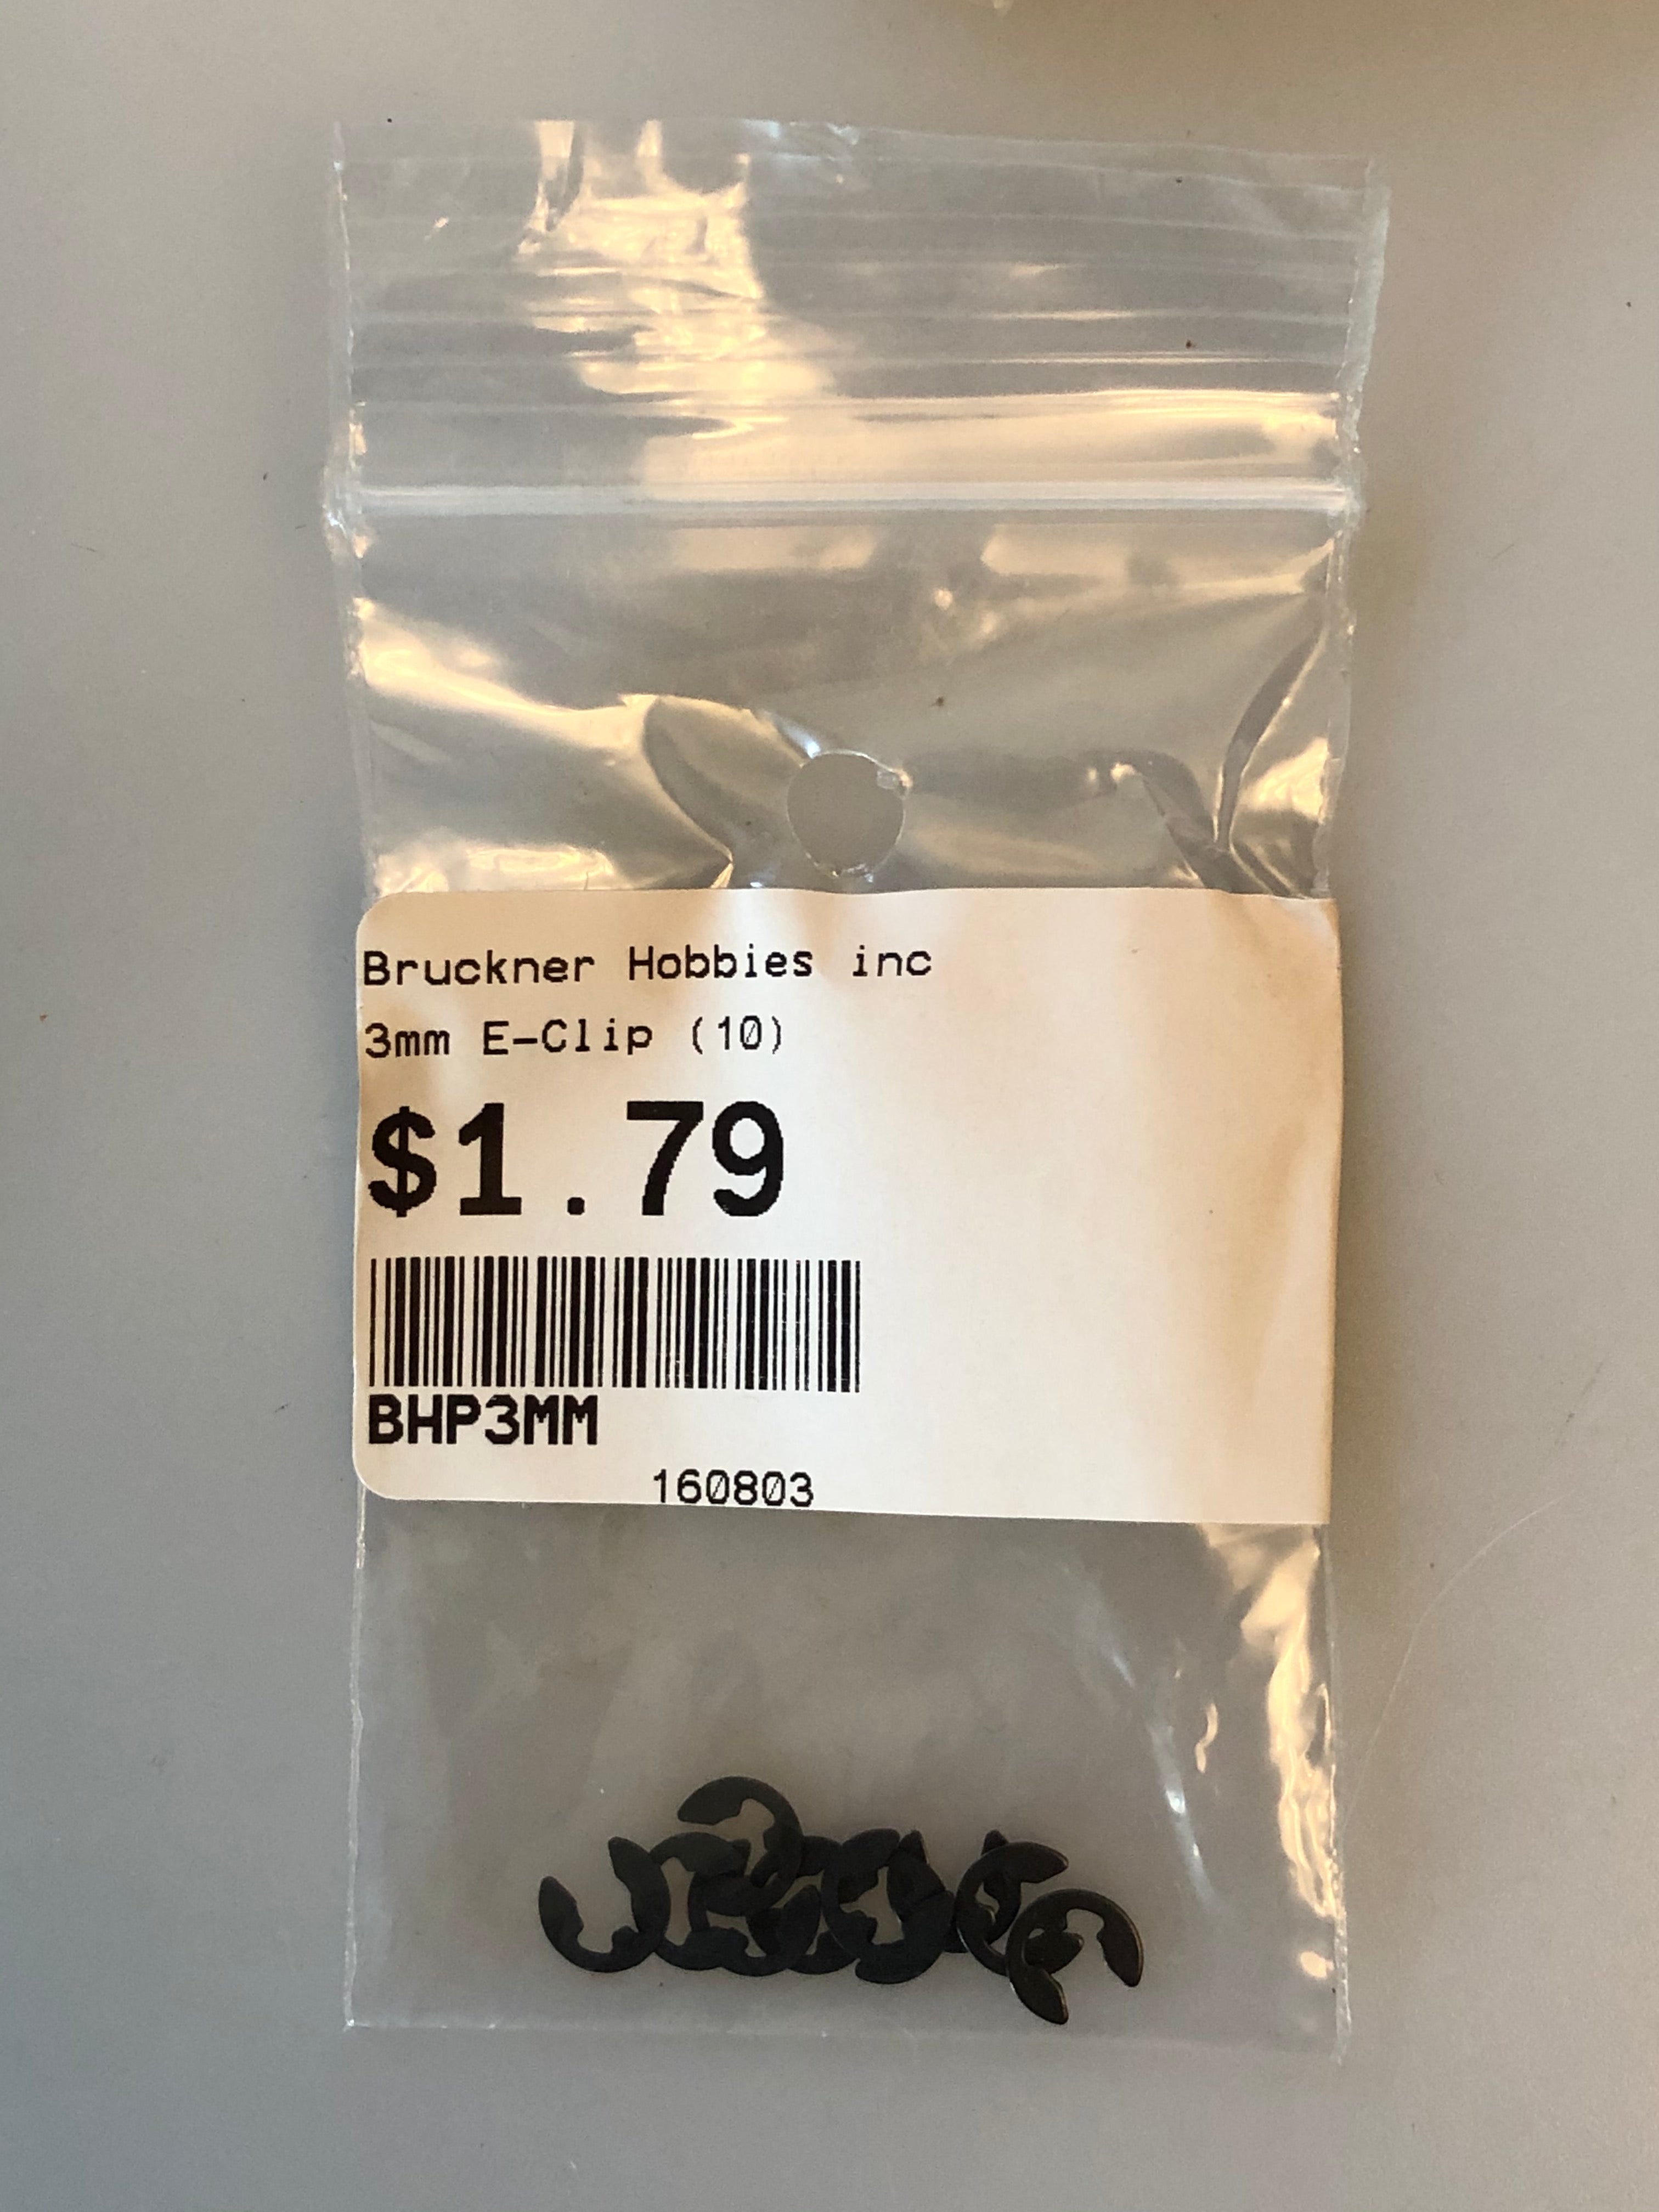 Bruckner Hobbies inc
3mm E-Clip (10)
$1.79
BHP3MM
160803